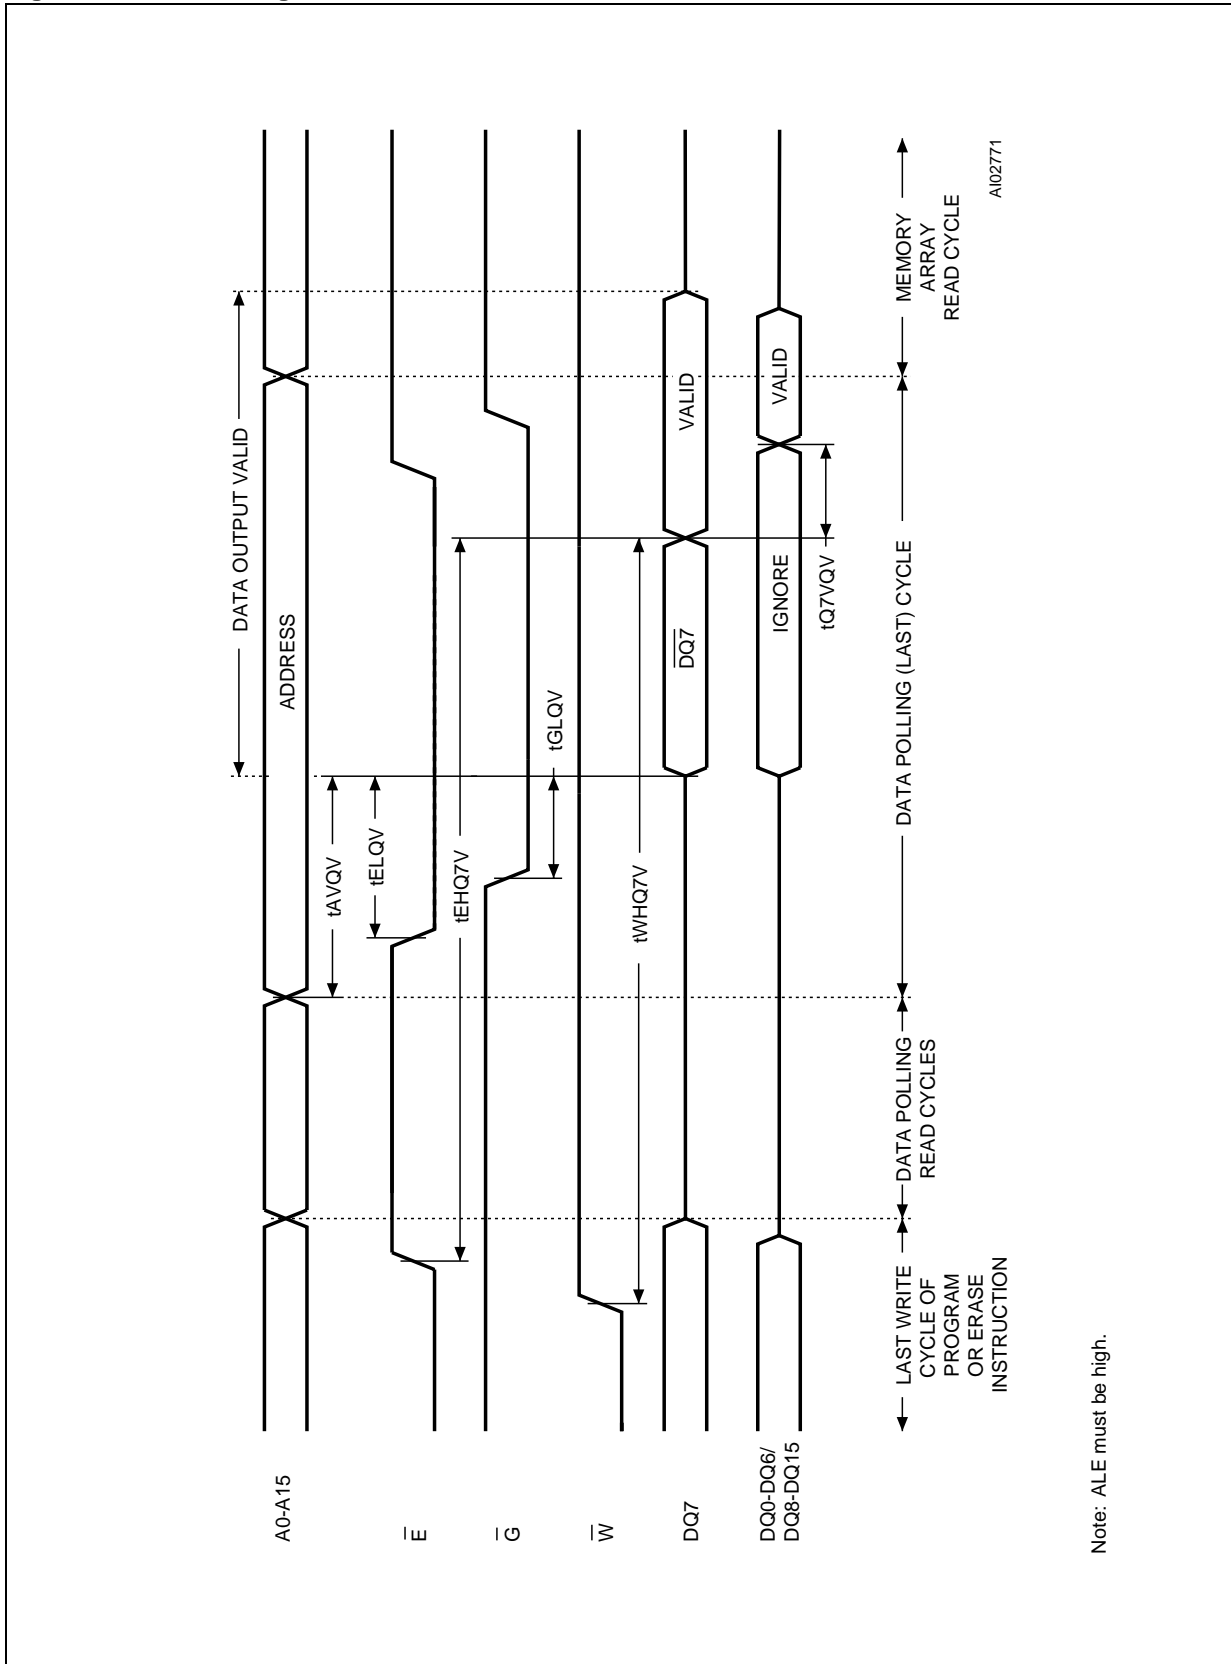 A0-A15
E
G
W
DQ7
DQ0-DQ6/
DQ8-DQ15
DATA OUTPUT VALID
ADDRESS
tAVQV
tELQV
tEHQ7V
tGLQV
tWHQ7V
DQ7
VALID
IGNORE
VALID
tQ7VQV
LAST WRITE
CYCLE OF
PROGRAM
OR ERASE
INSTRUCTION
DATA POLLING
READ CYCLES
DATA POLLING (LAST) CYCLE
MEMORY
ARRAY
READ CYCLE
AI02771
Note: ALE must be high.